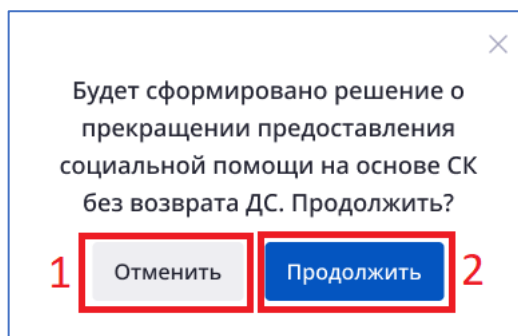 Будет сформировано решение о
прекращении предоставления
социальной помощи на основе СК
без возврата ДС. Продолжить?
1 Отменить Продолжить 2